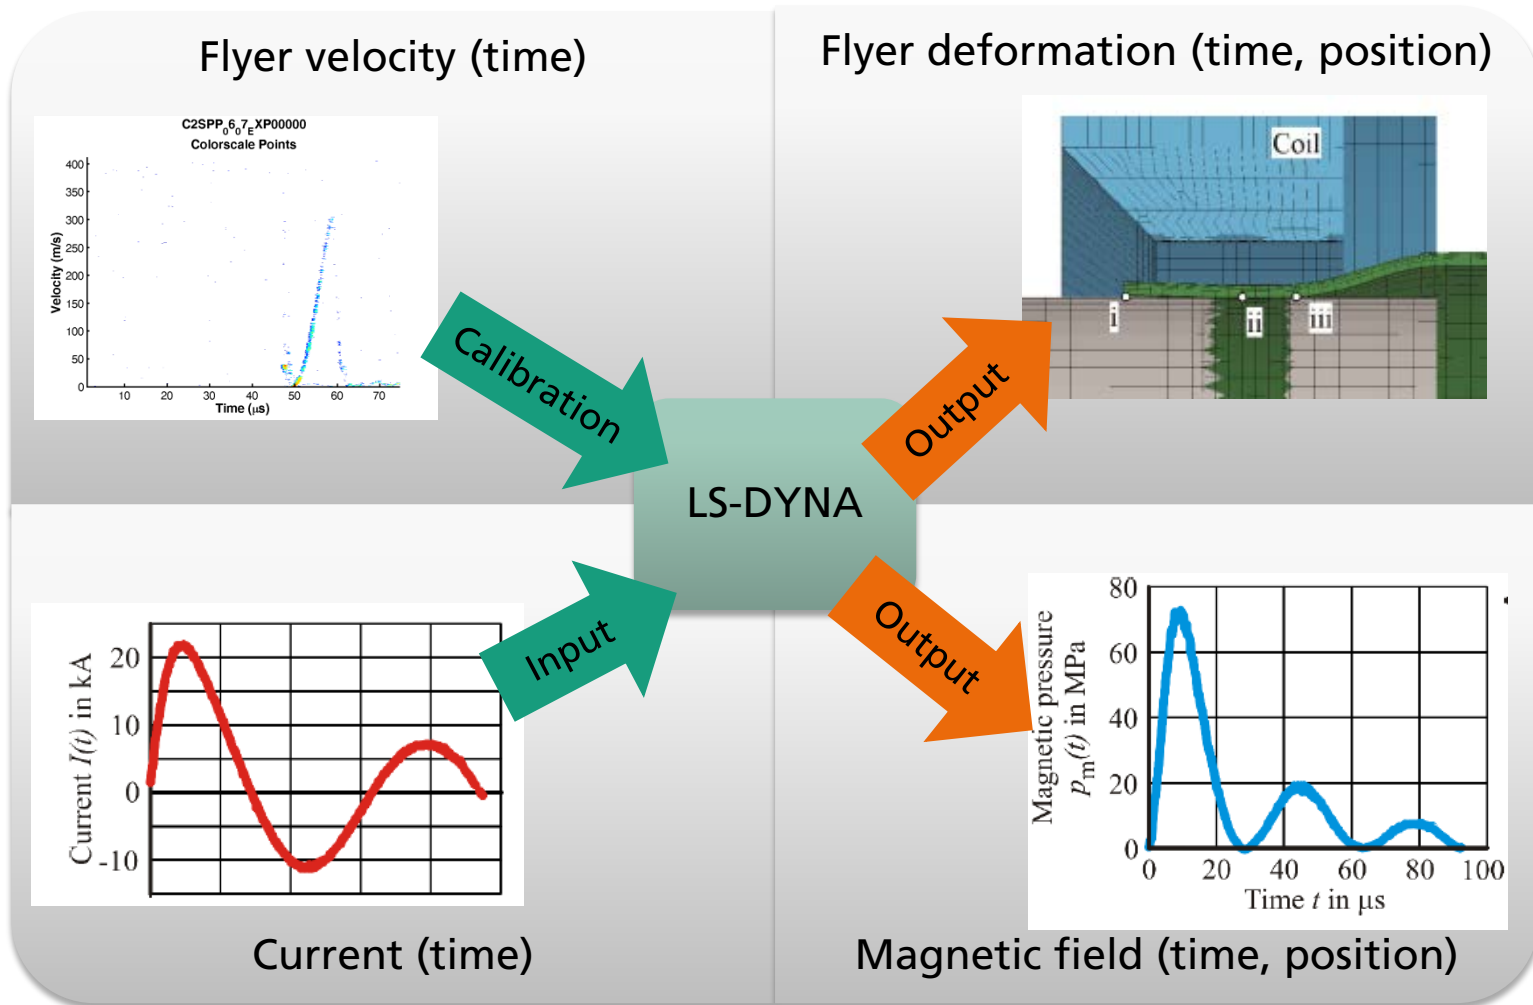 Flyer velocity (time)
Flyer deformation (time, position)
C2SPP₀6₀7ₑXP00000
Colorscale Points
Velocity (m/s)
400
350
300
250
200
150
100
50
0
10 20 30 40 50 60 70
Time (µs)
Coil
i ii iii
Calibration
Output
LS-DYNA
Input
Output
Current I(t) in kA
20
10
0
-10
Magnetic pressure
pm(t) in MPa
80
60
40
20
0
0 20 40 60 80 100
Time t in µs
Current (time)
Magnetic field (time, position)